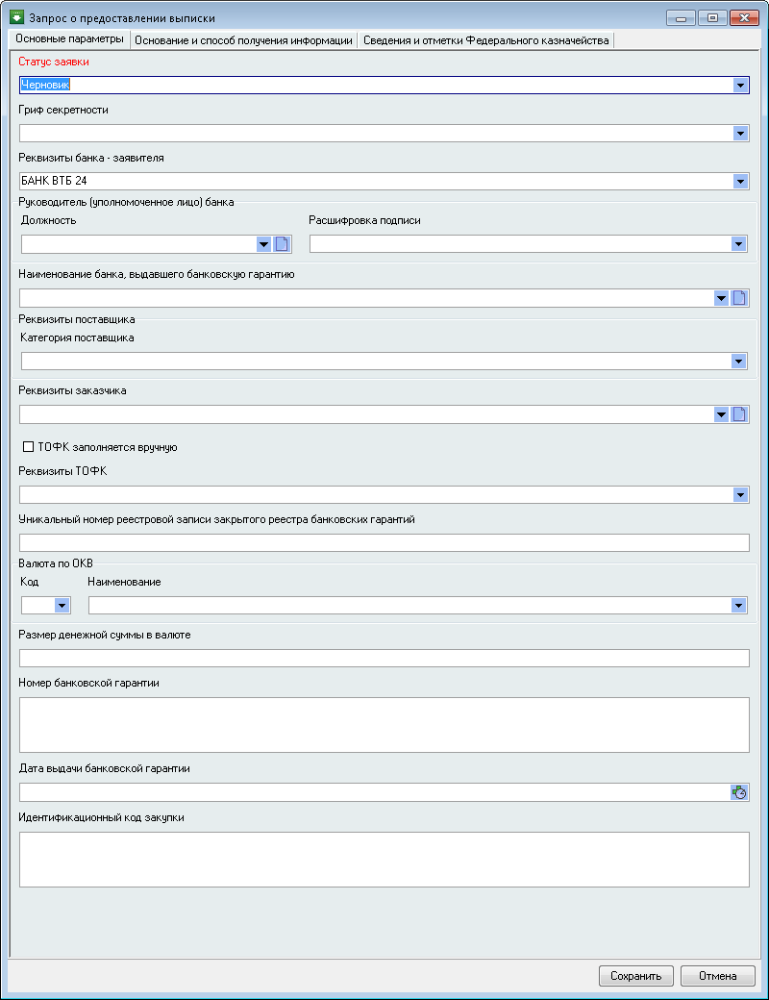 Запрос о предоставлении выписки
Основные параметры Основание и способ получения информации Сведения и отметки Федерального казначейства
Статус заявки
Черновик
Гриф секретности
Реквизиты банка - заявителя
БАНК ВТБ 24
Руководитель (уполномоченное лицо) банка
Должность Расшифровка подписи
Наименование банка, выдавшего банковскую гарантию
Реквизиты поставщика
Категория поставщика
Реквизиты заказчика
ТОФК заполняется вручную
Реквизиты ТОФК
Уникальный номер реестровой записи закрытого реестра банковских гарантий
Валюта по ОКВ
Код Наименование
Размер денежной суммы в валюте
Номер банковской гарантии
Дата выдачи банковской гарантии
Идентификационный код закупки
Сохранить Отмена